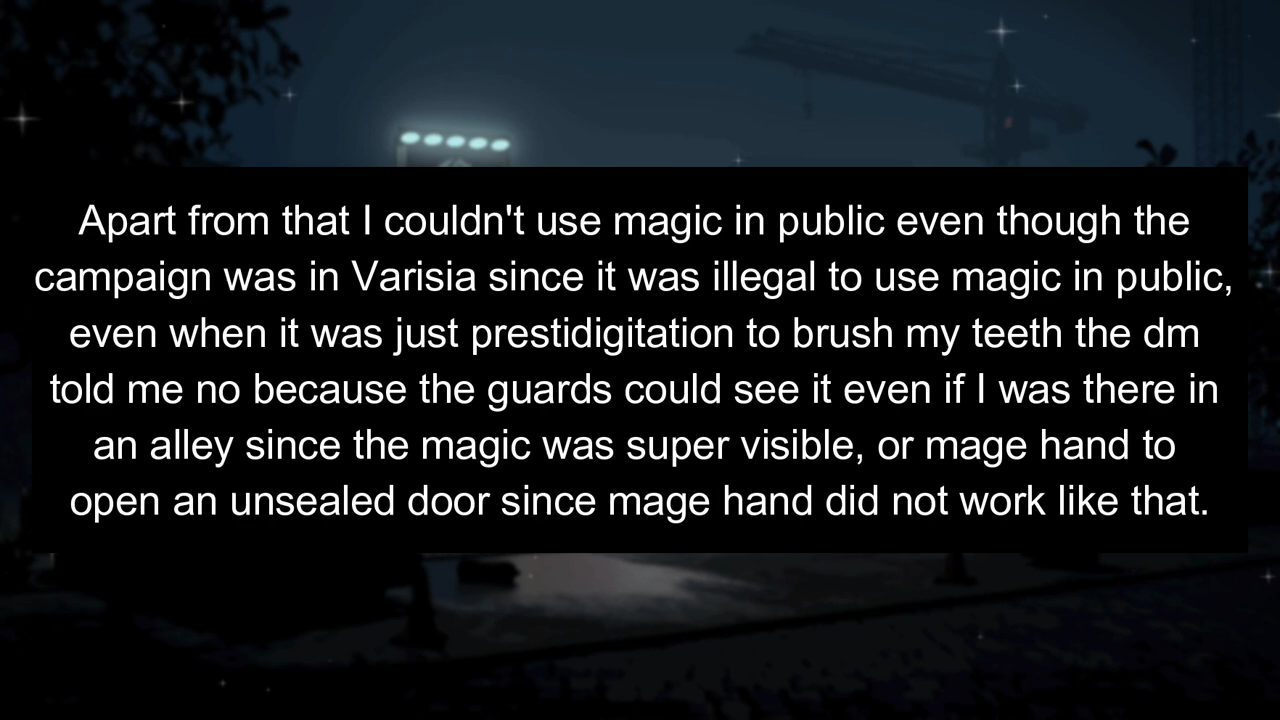 Apart from that I couldn't use magic in public even though the
campaign was in Varisia since it was illegal to use magic in public,
even when it was just prestidigitation to brush my teeth the dm
told me no because the guards could see it even if I was there in
an alley since the magic was super visible, or mage hand to
open an unsealed door since mage hand did not work like that.